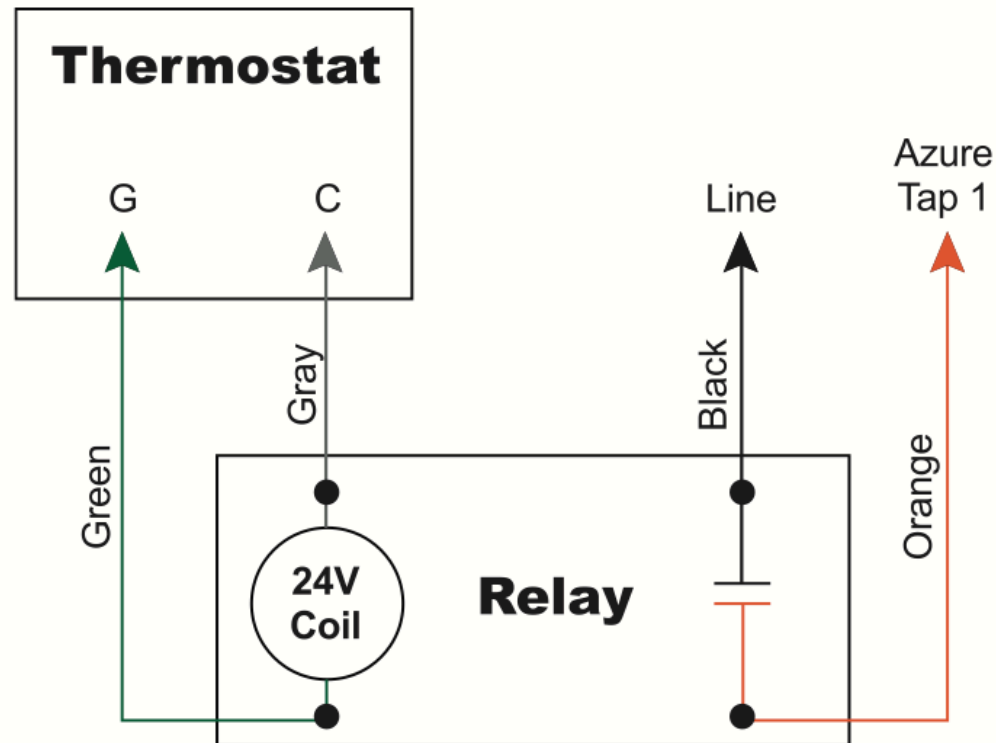 Thermostat
G
C
Line
Azure
Tap 1
Green
Gray
Black
Orange
24V
Coil
Relay